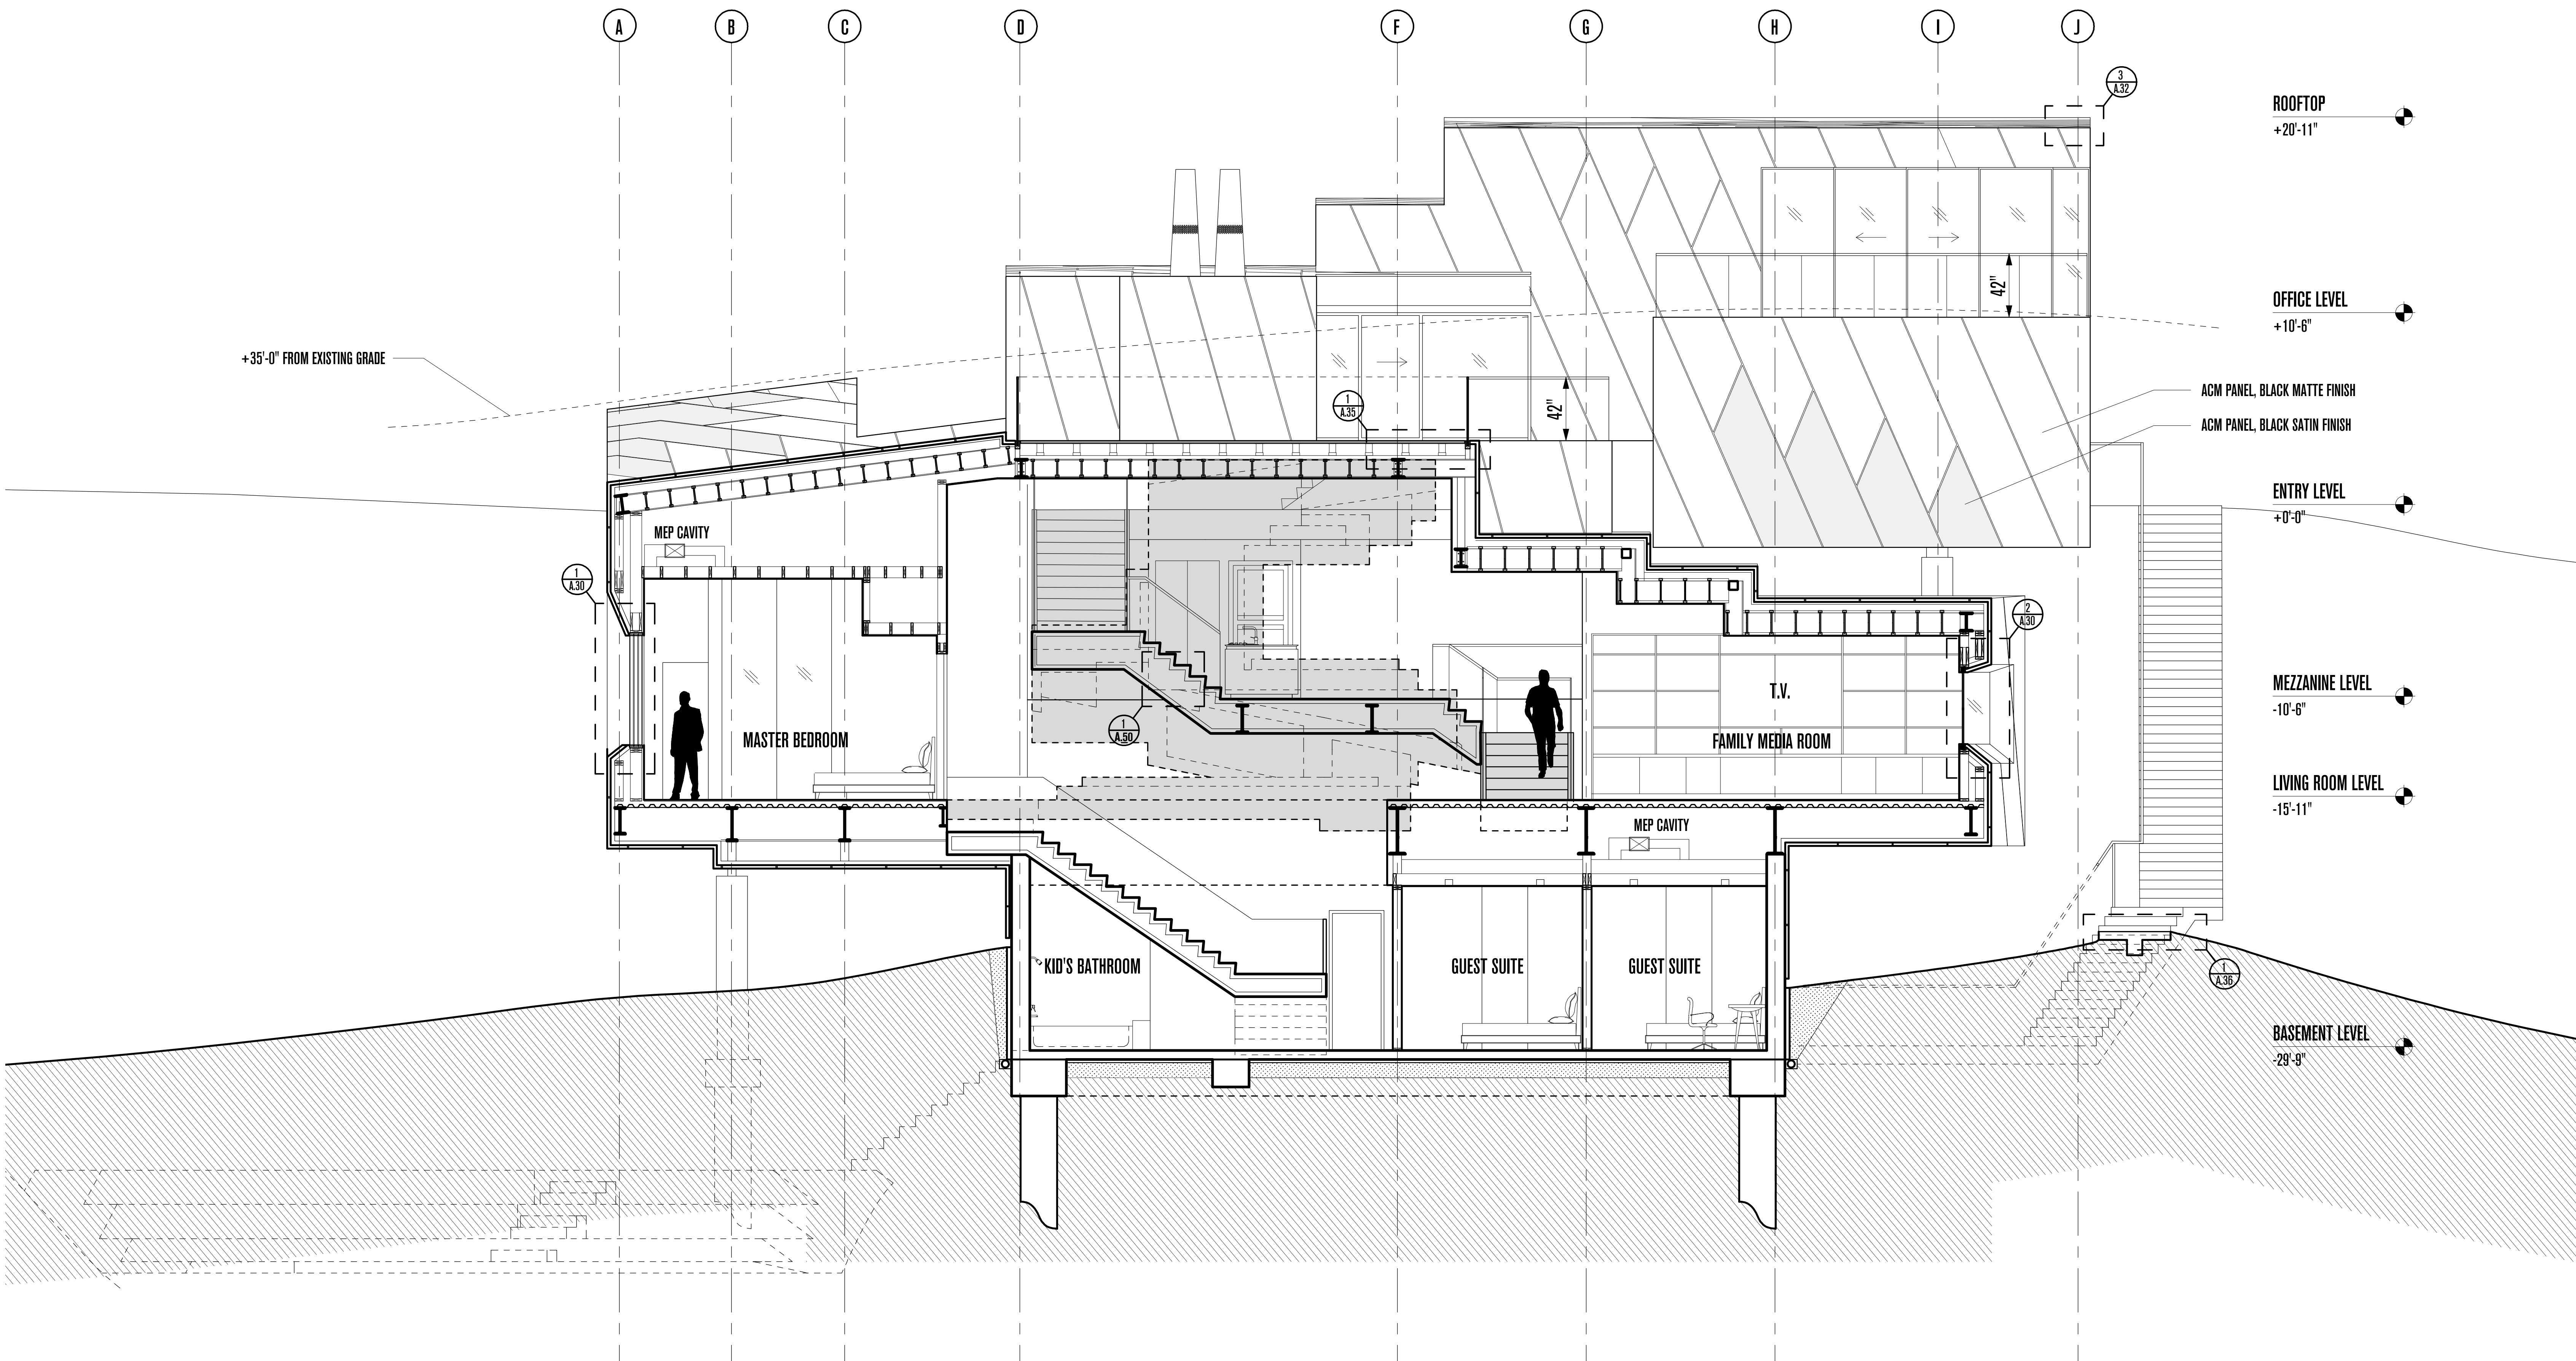 A
B
C
D
F
G
H
I
J
3
A.32
ROOFTOP
+20'-11"
OFFICE LEVEL
+10'-6"
42"
+35'-0" FROM EXISTING GRADE
ACM PANEL, BLACK MATTE FINISH
1
A.35
42"
ACM PANEL, BLACK SATIN FINISH
ENTRY LEVEL
+0'-0"
MEP CAVITY
1
A.30
2
A.30
MEZZANINE LEVEL
-10'-6"
T.V.
1
A.50
MASTER BEDROOM
FAMILY MEDIA ROOM
LIVING ROOM LEVEL
-15'-11"
MEP CAVITY
KID'S BATHROOM
GUEST SUITE
GUEST SUITE
1
A.36
BASEMENT LEVEL
-29'-9"